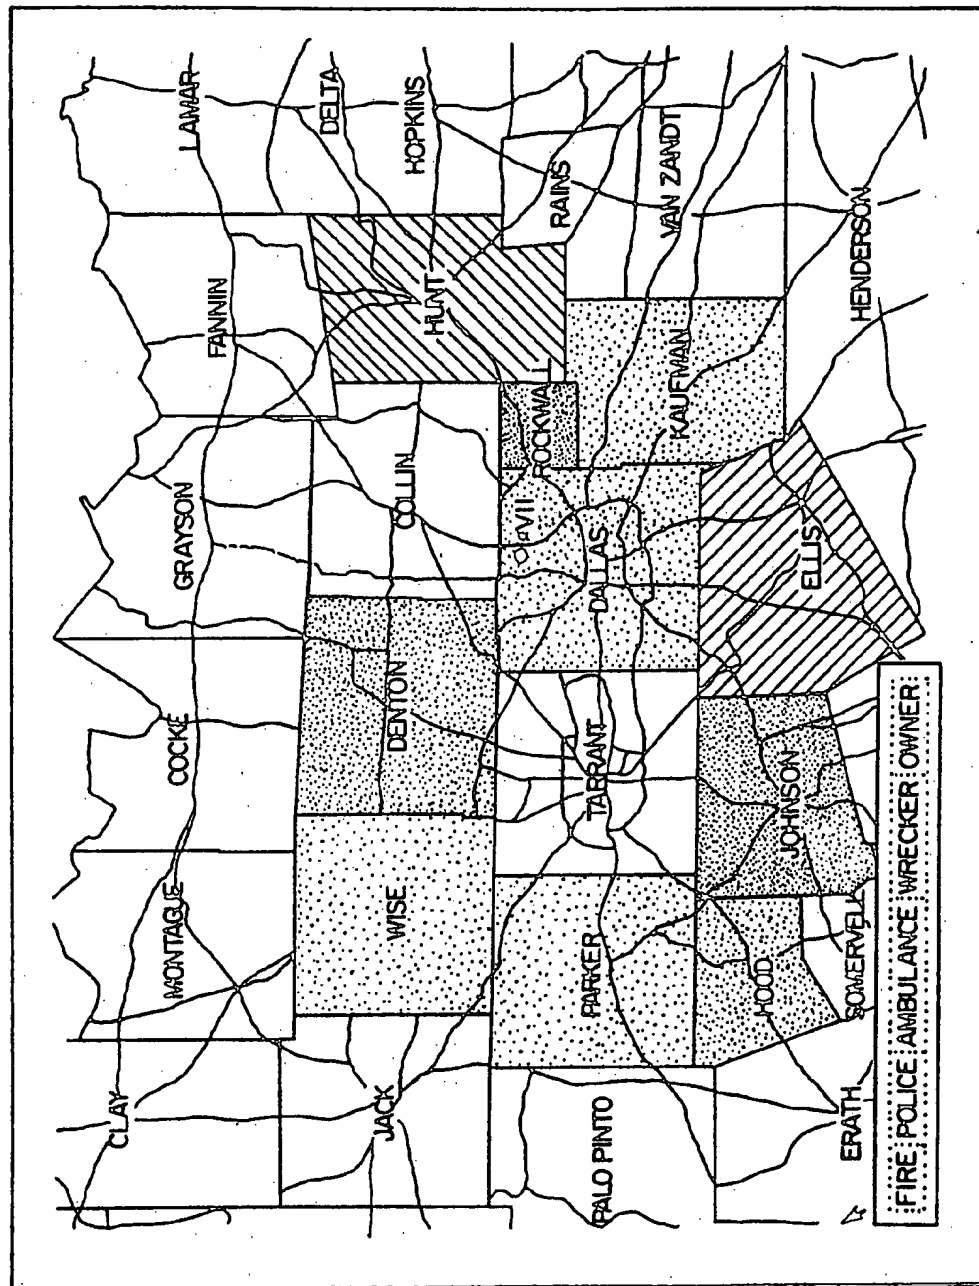 CLAY
MONTAGUE
COCKE
GRAYSON
FANNIN
LAMAR
DELTA
HOPKINS
JACK
WISE
DENTON
COLLIN
HUNT
RAINS
PALO PINTO
PARKER
TARRANT
DALLAS
ROCKWALL
KAUFMAN
VAN ZANDT
ERATH
HOOD
SOMERVELL
JOHNSON
ELLIS
HENDERSON
FIRE POLICE AMBULANCE WRECKER OWNER